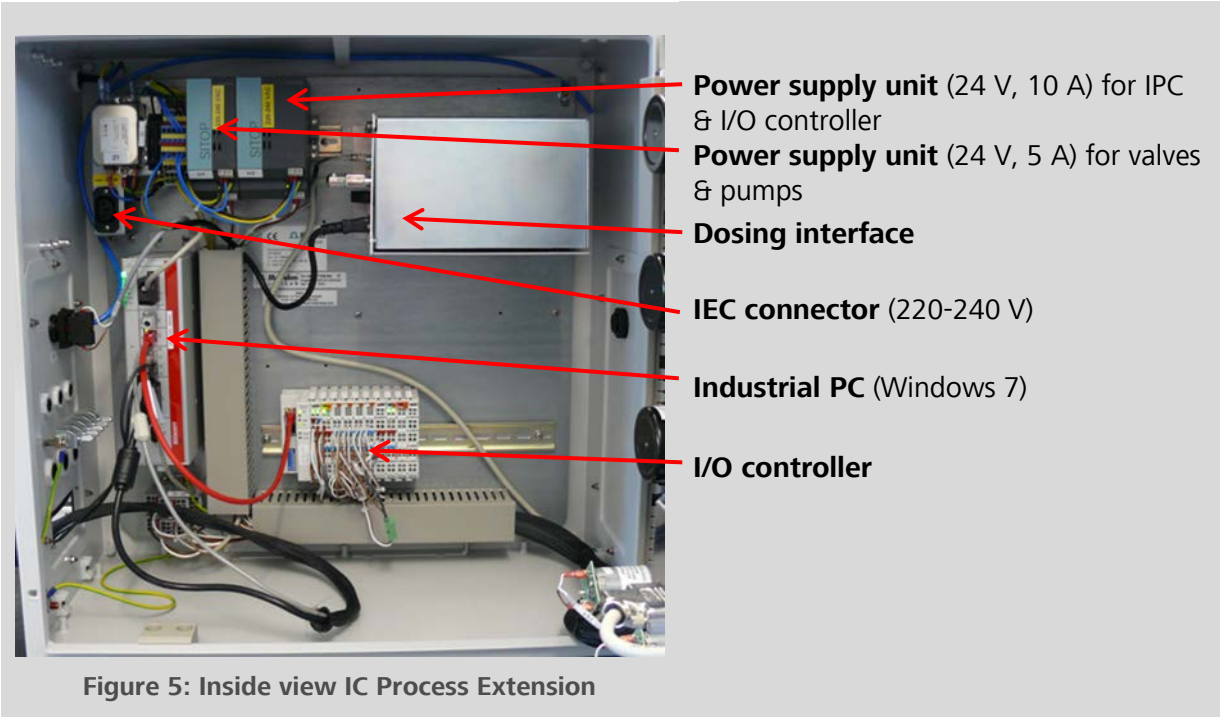 Power supply unit (24 V, 10 A) for IPC
& I/O controller
Power supply unit (24 V, 5 A) for valves
& pumps
Dosing interface
IEC connector (220-240 V)
Industrial PC (Windows 7)
I/O controller
SITOP
SITOP
Figure 5: Inside view IC Process Extension